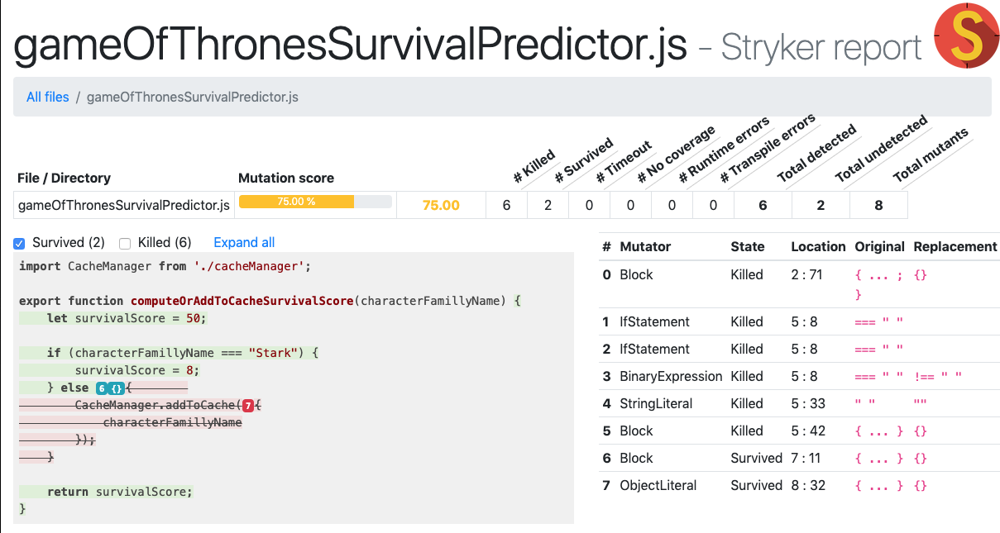 gameOfThronesSurvivalPredictor.js - Stryker report
S
All files / gameOfThronesSurvivalPredictor.js
File / Directory Mutation score # Killed # Survived # Timeout # No coverage # Runtime errors # Transpile errors Total detected Total undetected Total mutants
gameOfThronesSurvivalPredictor.js 75.00 % 75.00 6 2 0 0 0 0 6 2 8
Survived (2) Killed (6) Expand all
import CacheManager from './cacheManager';
export function computeOrAddToCacheSurvivalScore(characterFamillyName) {
let survivalScore = 50;
if (characterFamillyName === "Stark") {
survivalScore = 8;
} else 6 {} {
CacheManager.addToCache( 7 {
characterFamillyName
});
}
return survivalScore;
}
# Mutator State Location Original Replacement
0 Block Killed 2 : 71 { ... ; {}
}
1 IfStatement Killed 5 : 8 === " "
2 IfStatement Killed 5 : 8 === " "
3 BinaryExpression Killed 5 : 8 === " " !== " "
4 StringLiteral Killed 5 : 33 " " ""
5 Block Killed 5 : 42 { ... } {}
6 Block Survived 7 : 11 { ... } {}
7 ObjectLiteral Survived 8 : 32 { ... } {}